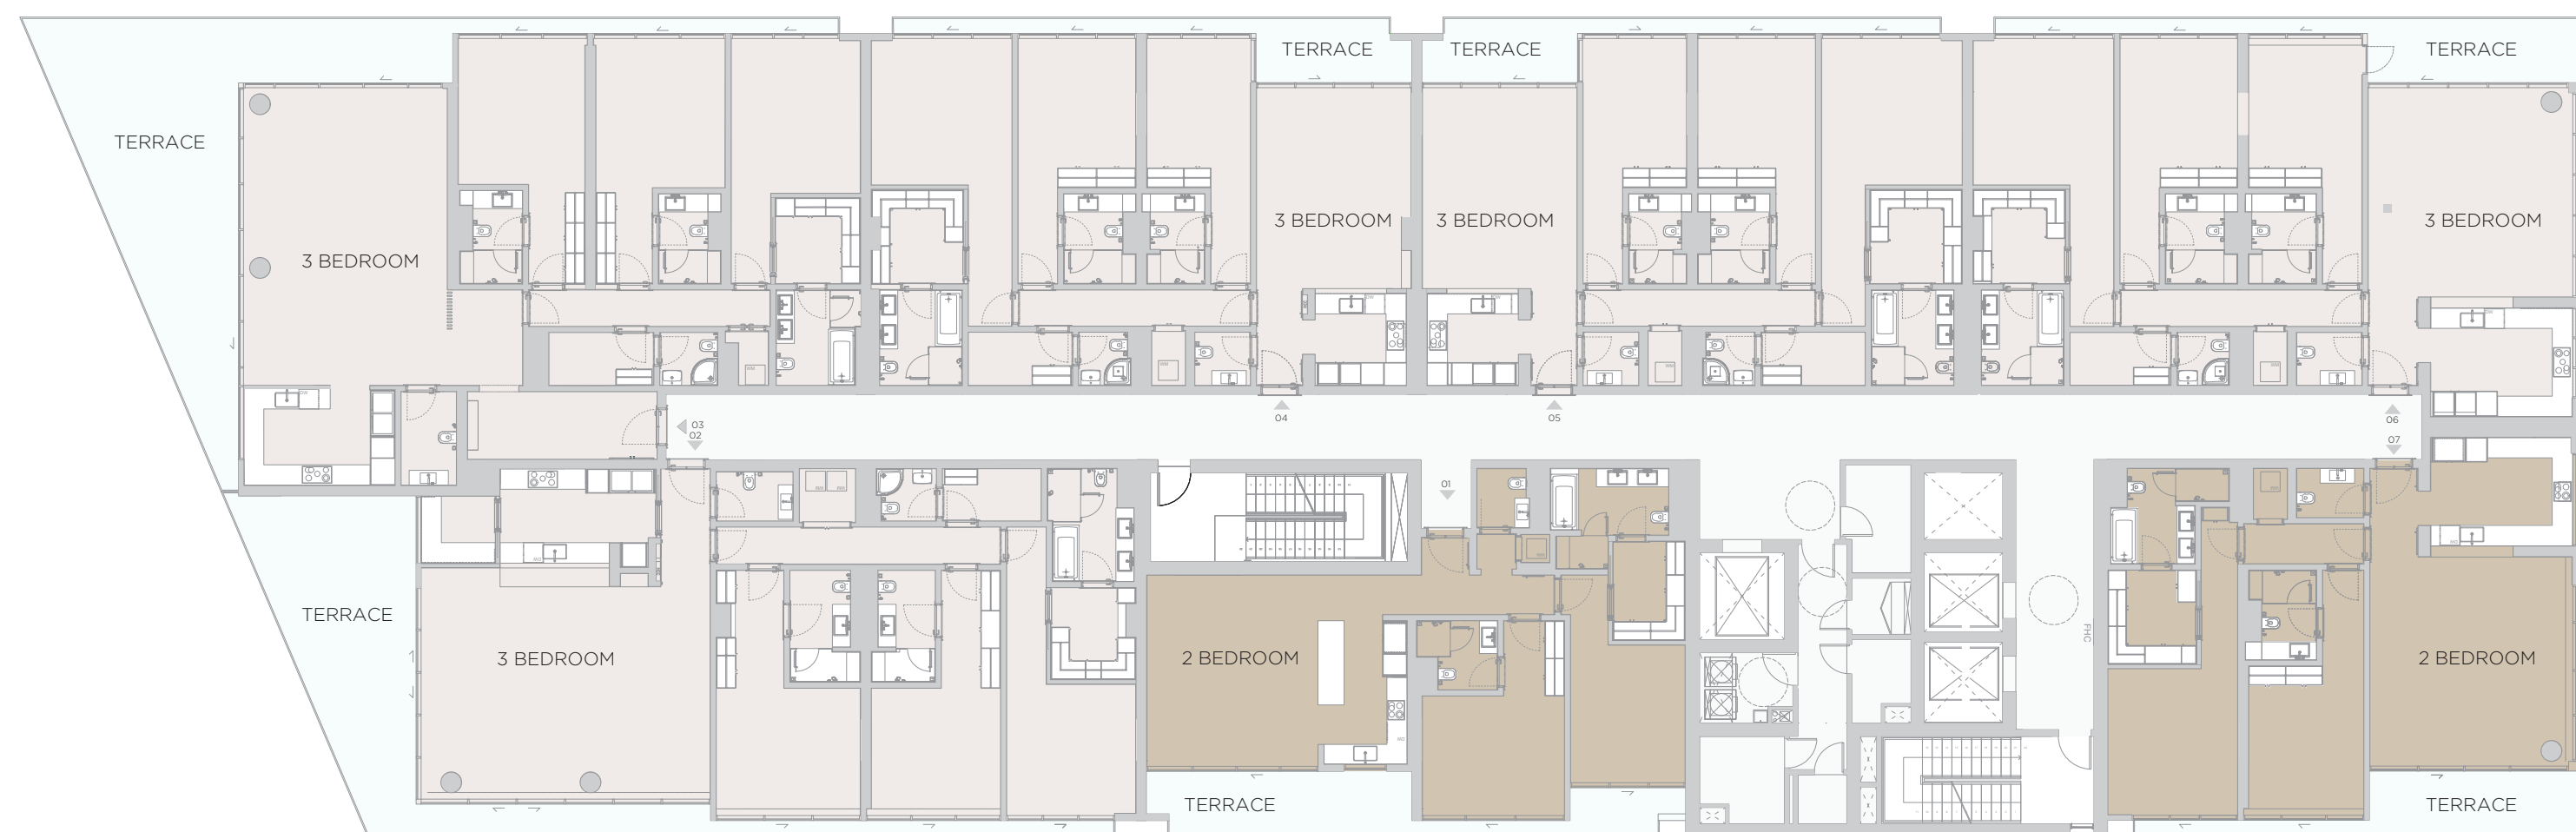 TERRACE
TERRACE
TERRACE
TERRACE
3 BEDROOM
3 BEDROOM
3 BEDROOM
3 BEDROOM
04
05
06
03
02
07
01
TERRACE
FHC
3 BEDROOM
2 BEDROOM
2 BEDROOM
TERRACE
TERRACE